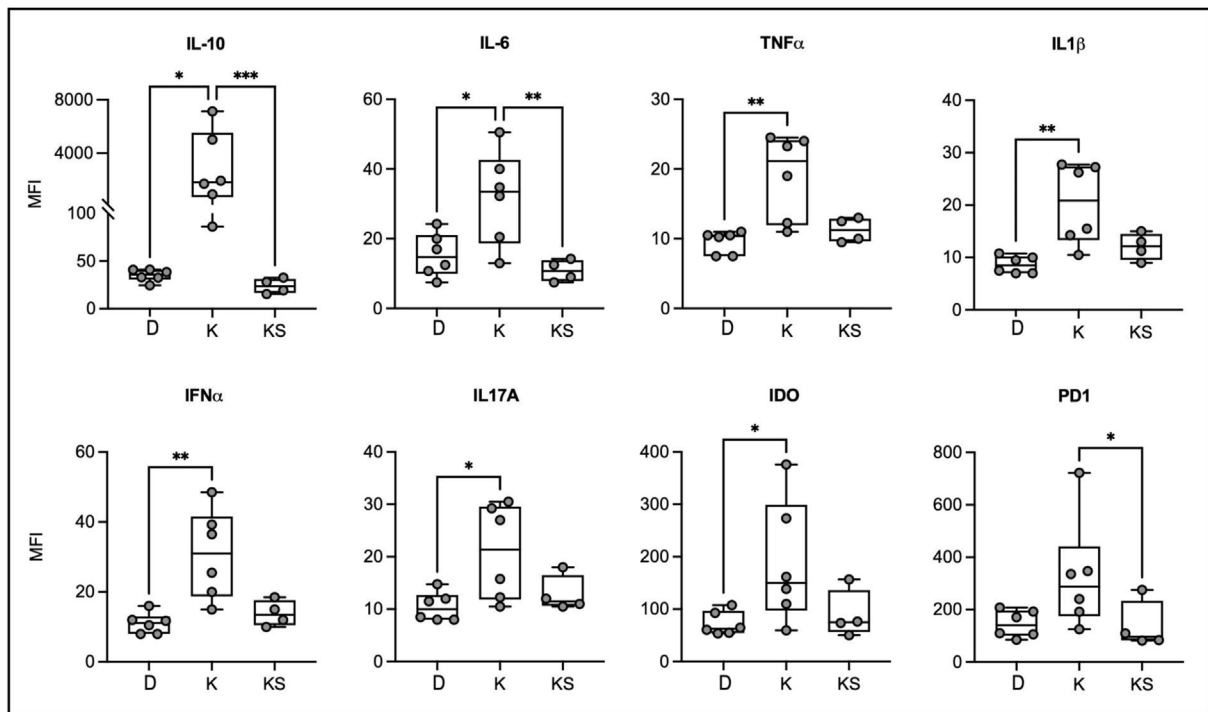 IL-10
* ***
8000
4000
100
50
0
MFI
D K KS
IL-6
* **
60
40
20
0
D K KS
TNFα
**
30
20
10
0
D K KS
IL1β
**
40
30
20
10
0
D K KS
IFNα
**
60
40
20
0
MFI
D K KS
IL17A
*
40
30
20
10
0
D K KS
IDO
*
400
300
200
100
0
D K KS
PD1
*
800
600
400
200
0
D K KS